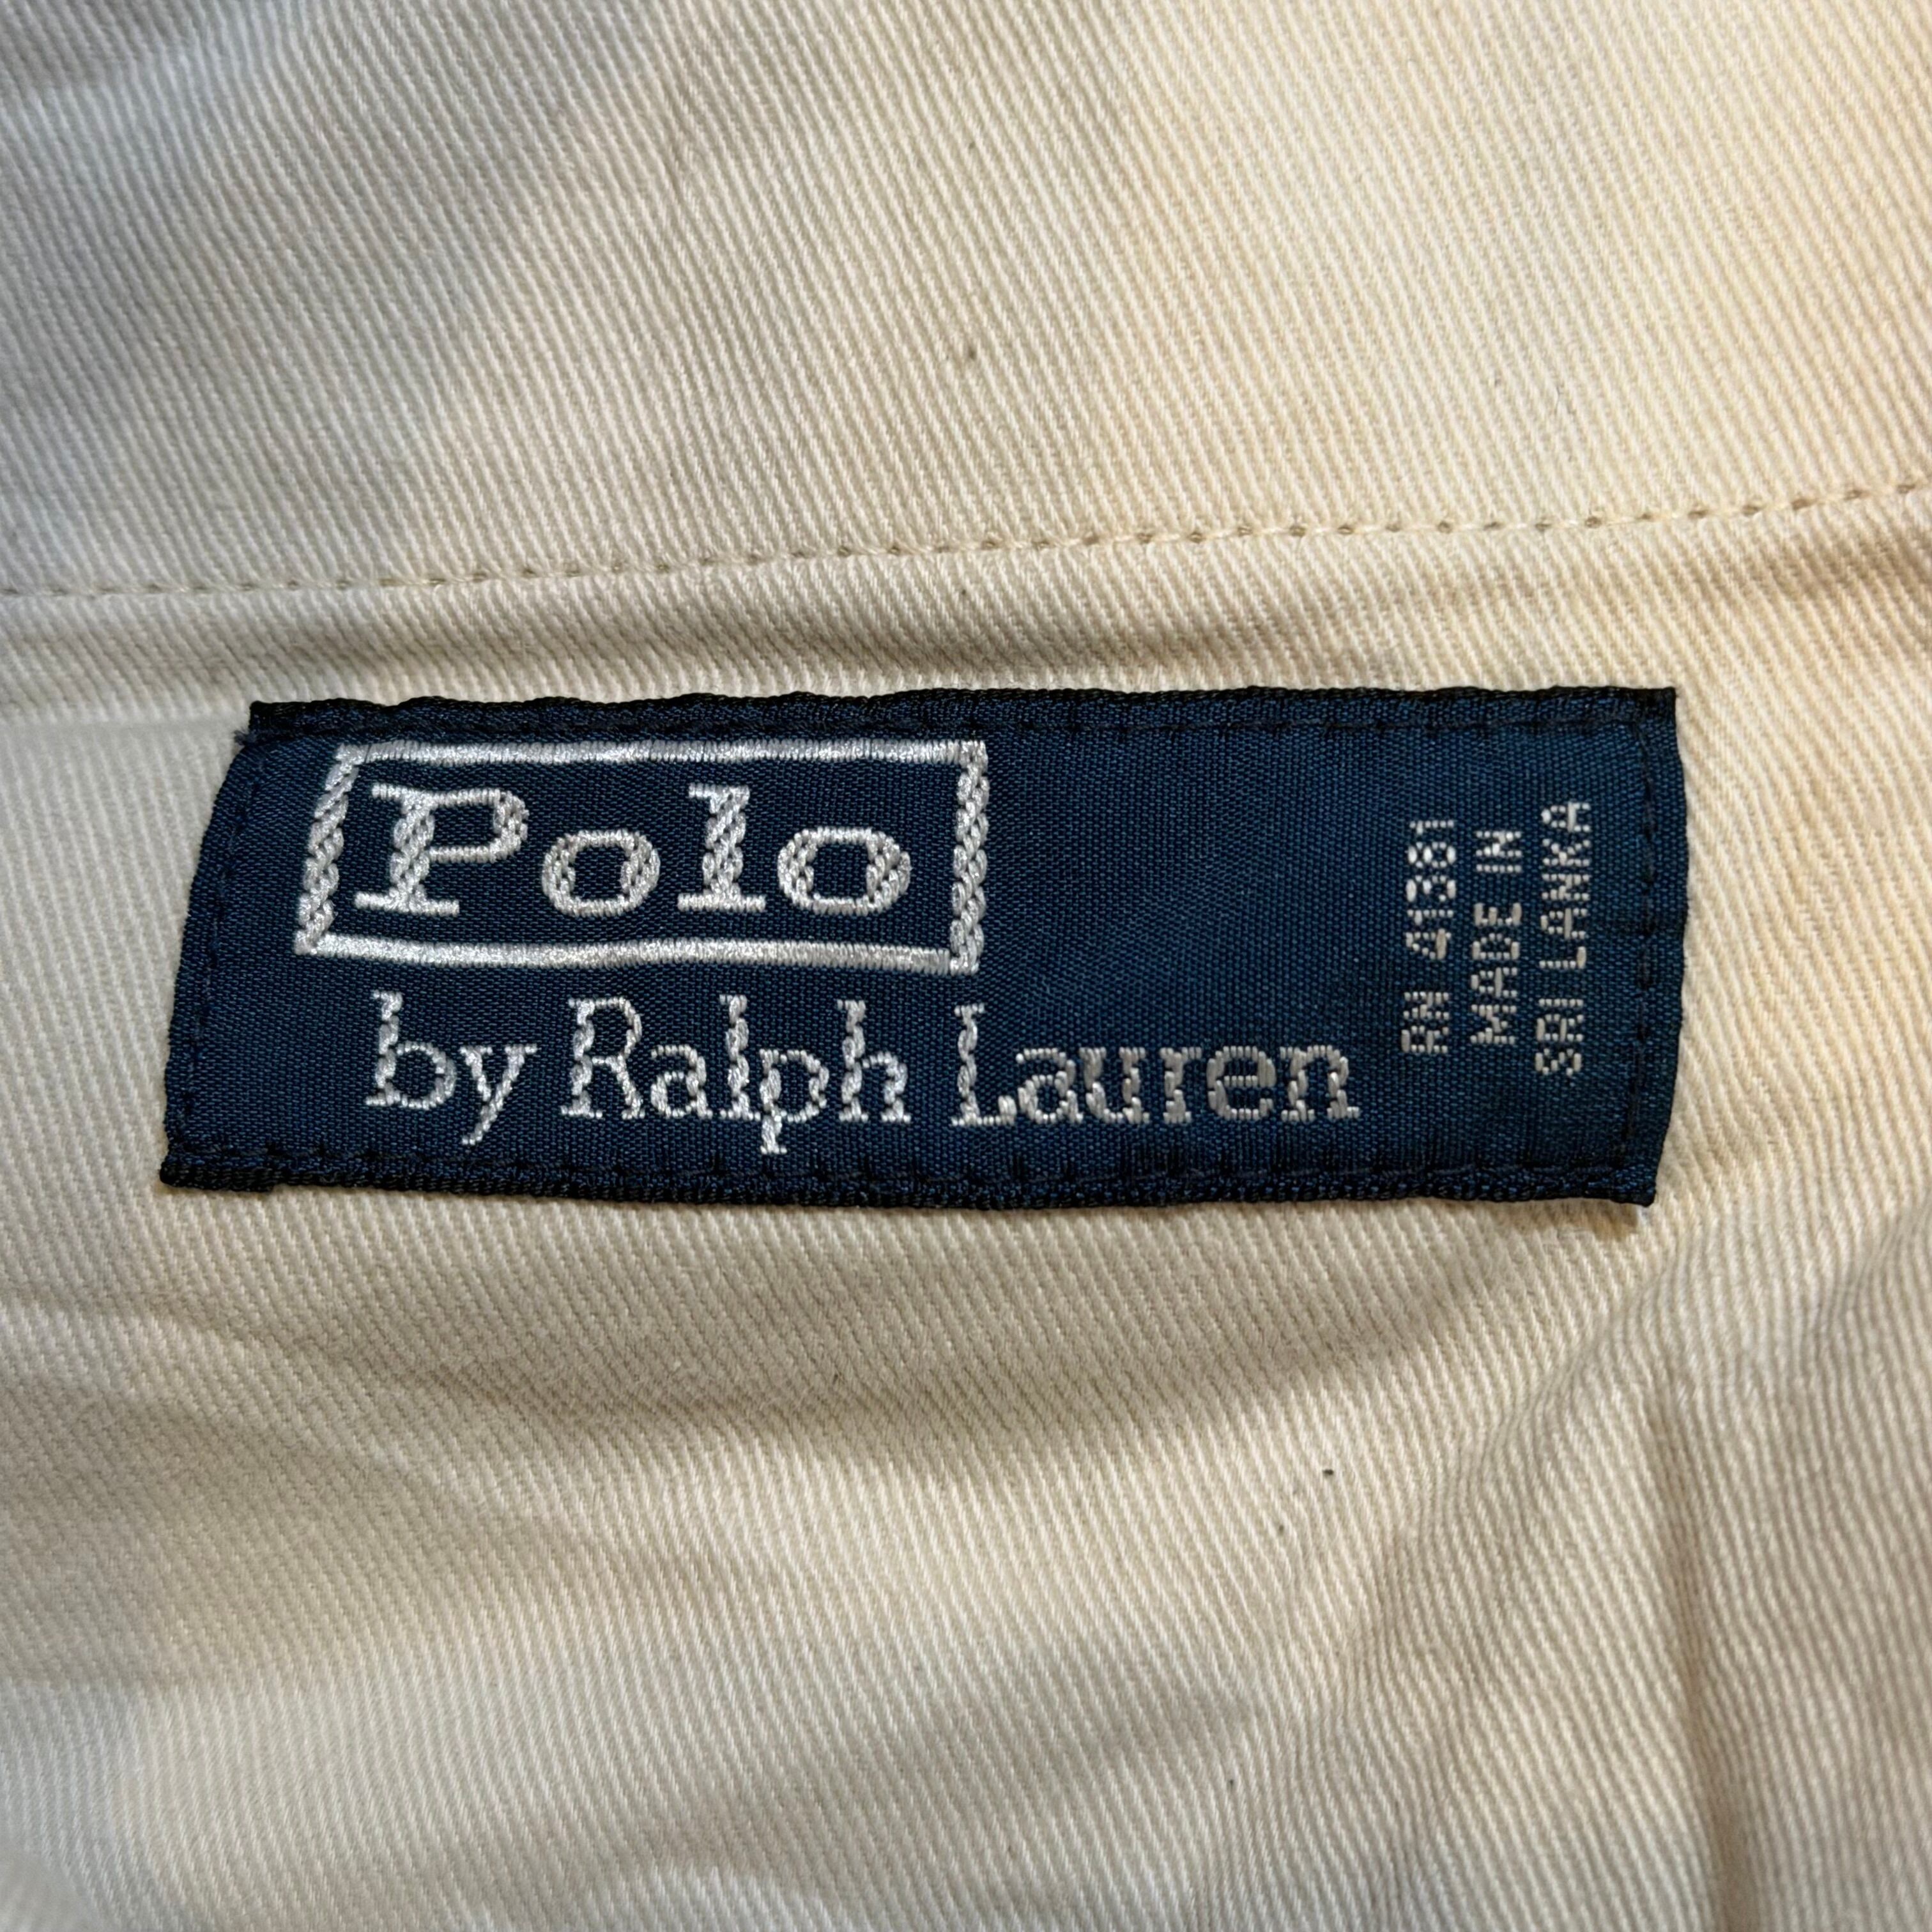 Polo
by Ralph Lauren
RN 41381
MADE IN
SRI LANKA